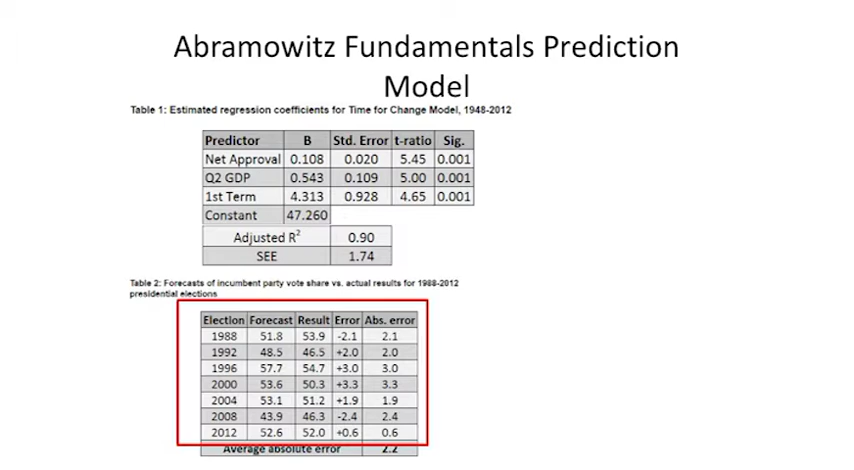 Abramowitz Fundamentals Prediction
Model
Table 1: Estimated regression coefficients for Time for Change Model, 1948-2012
Predictor B Std. Error t-ratio Sig.
Net Approval 0.108 0.020 5.45 0.001
Q2 GDP 0.543 0.109 5.00 0.001
1st Term 4.313 0.928 4.65 0.001
Constant 47.260
Adjusted R² 0.90
SEE 1.74
Table 2: Forecasts of incumbent party vote share vs. actual results for 1988-2012
presidential elections
Election Forecast Result Error Abs. error
1988 51.8 53.9 -2.1 2.1
1992 48.5 46.5 +2.0 2.0
1996 57.7 54.7 +3.0 3.0
2000 53.6 50.3 +3.3 3.3
2004 53.1 51.2 +1.9 1.9
2008 43.9 46.3 -2.4 2.4
2012 52.6 52.0 +0.6 0.6
Average absolute error 2.2